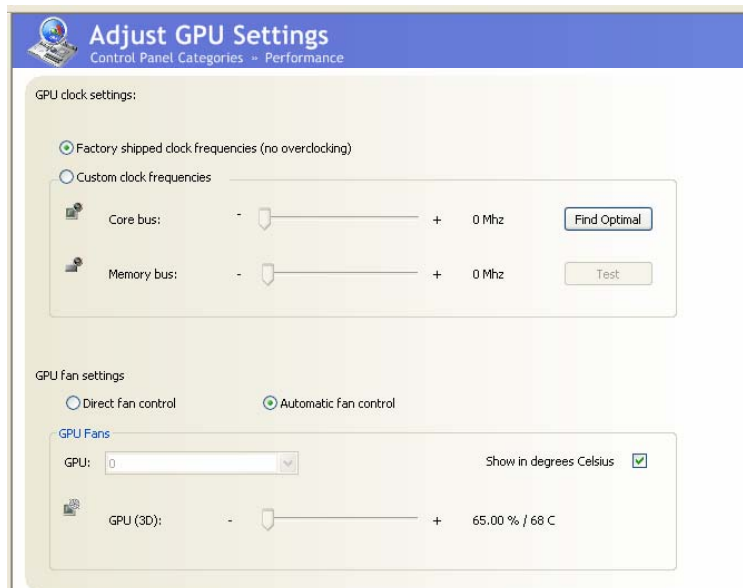 Adjust GPU Settings
Control Panel Categories » Performance
GPU clock settings:
Factory shipped clock frequencies (no overclocking)
Custom clock frequencies
Core bus: - + 0 Mhz Find Optimal
Memory bus: - + 0 Mhz Test
GPU fan settings
Direct fan control Automatic fan control
GPU Fans
GPU: 0 Show in degrees Celsius
GPU (3D): - + 65.00 % / 68 C